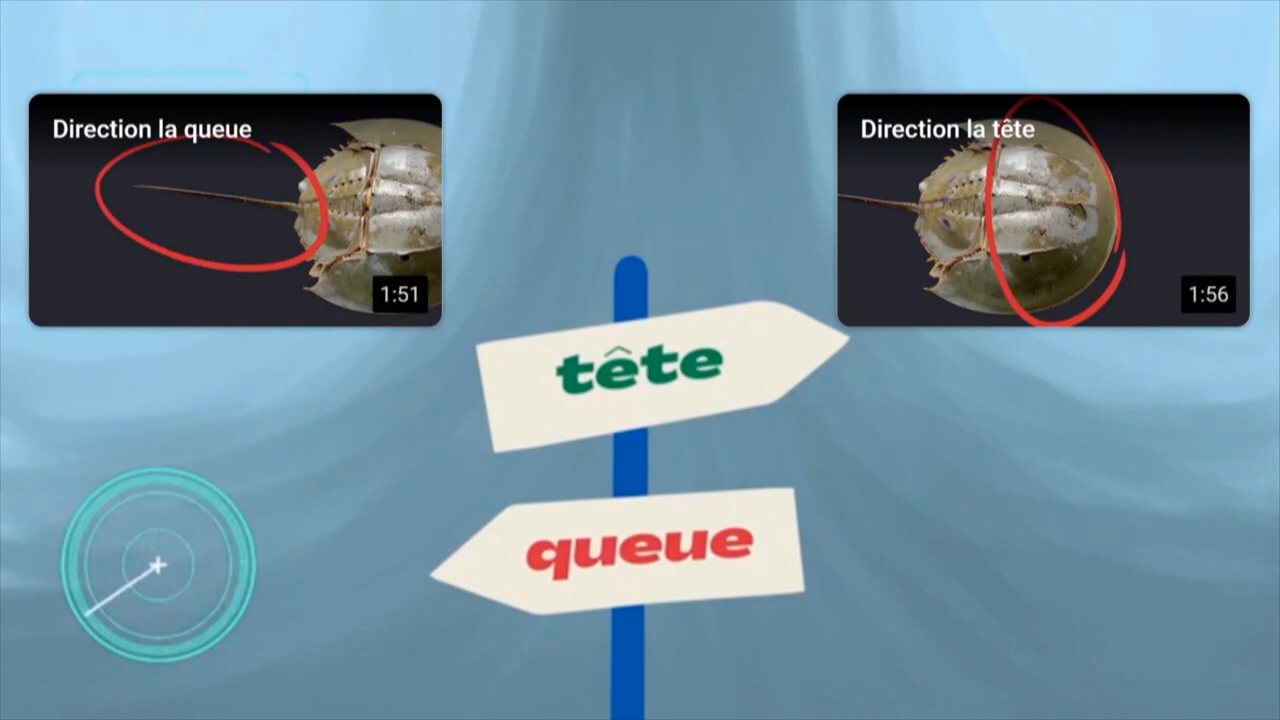 Direction la queue
1:51
Direction la tête
1:56
tête
queue